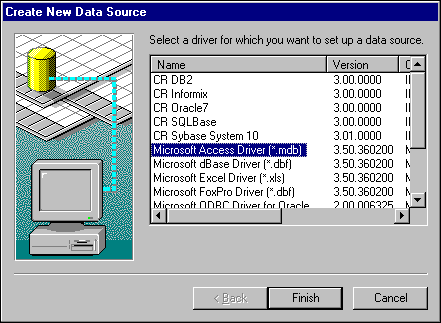 Create New Data Source
Select a driver for which you want to set up a data source.
Name Version
CR DB2 3.00.0000
CR Informix 3.00.0000
CR Oracle7 3.00.0000
CR SQLBase 3.00.0000
CR Sybase System 10 3.01.0000
Microsoft Access Driver (*.mdb) 3.50.360200
Microsoft dBase Driver (*.dbf) 3.50.360200
Microsoft Excel Driver (*.xls) 3.50.360200
Microsoft FoxPro Driver (*.dbf) 3.50.360200
Microsoft ODBC Driver for Oracle 2.00.006325
< Back Finish Cancel